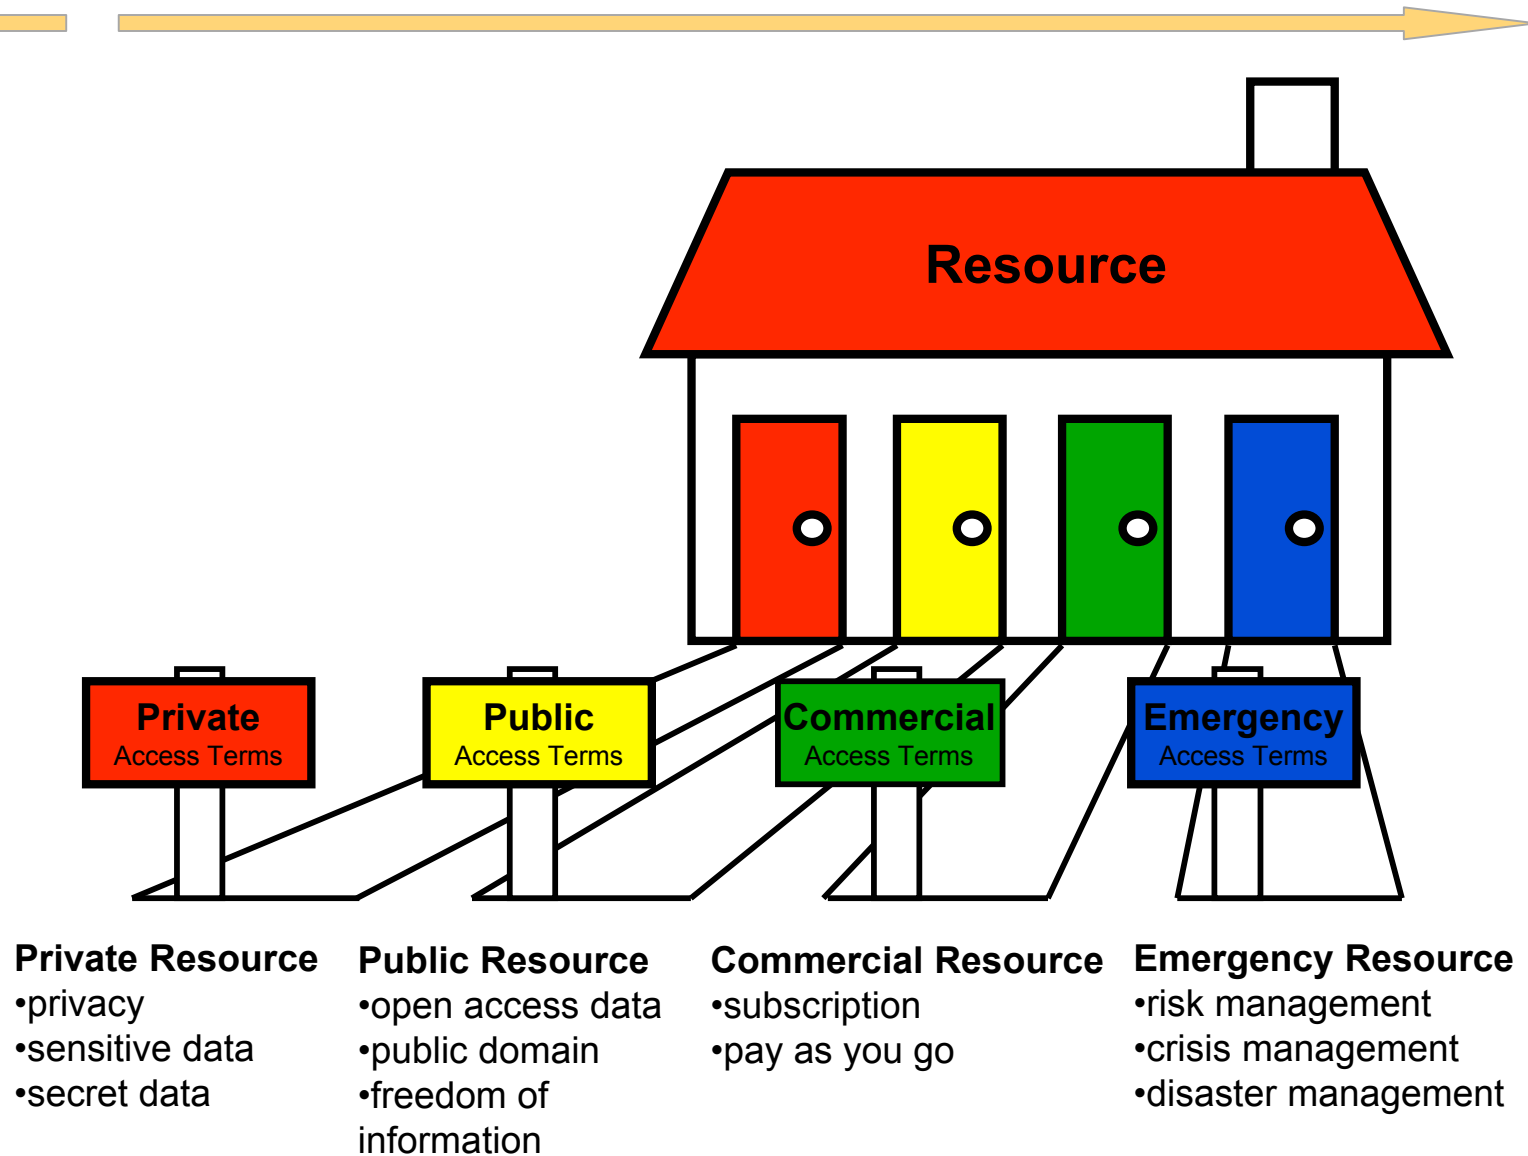 Resource
Private
Access Terms
Public
Access Terms
Commercial
Access Terms
Emergency
Access Terms
Private Resource
•privacy
•sensitive data
•secret data
Public Resource
•open access data
•public domain
•freedom of
information
Commercial Resource
•subscription
•pay as you go
Emergency Resource
•risk management
•crisis management
•disaster management